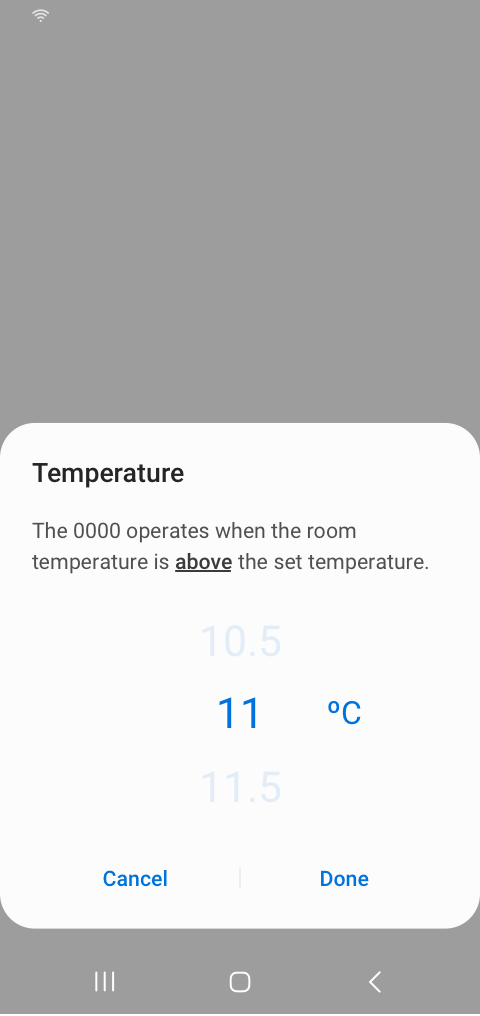 Temperature
The 0000 operates when the room
temperature is above the set temperature.
10.5
11 ºC
11.5
Cancel Done